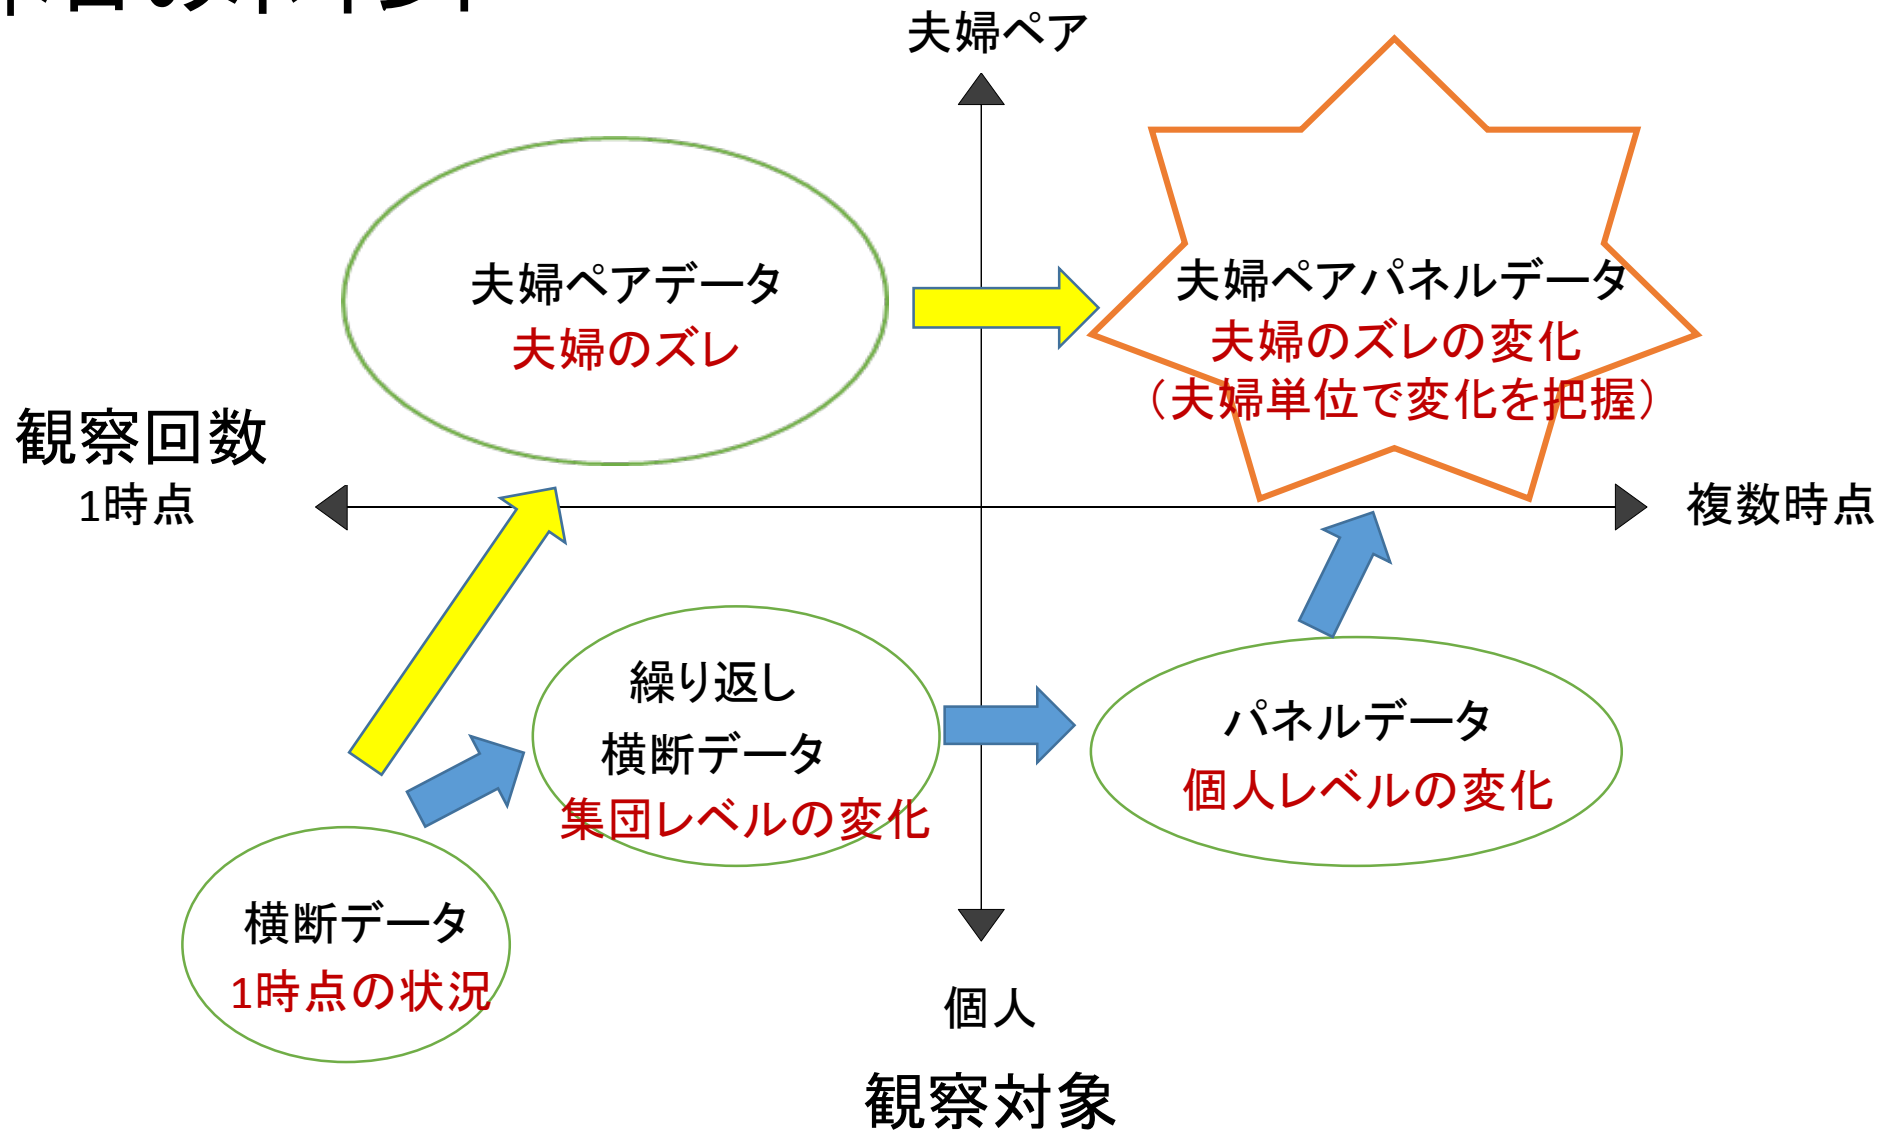 夫婦ペア
夫婦ペアデータ
夫婦のズレ
夫婦ペアパネルデータ
夫婦のズレの変化
（夫婦単位で変化を把握）
観察回数
1時点
複数時点
繰り返し
横断データ
集団レベルの変化
パネルデータ
個人レベルの変化
横断データ
1時点の状況
個人
観察対象